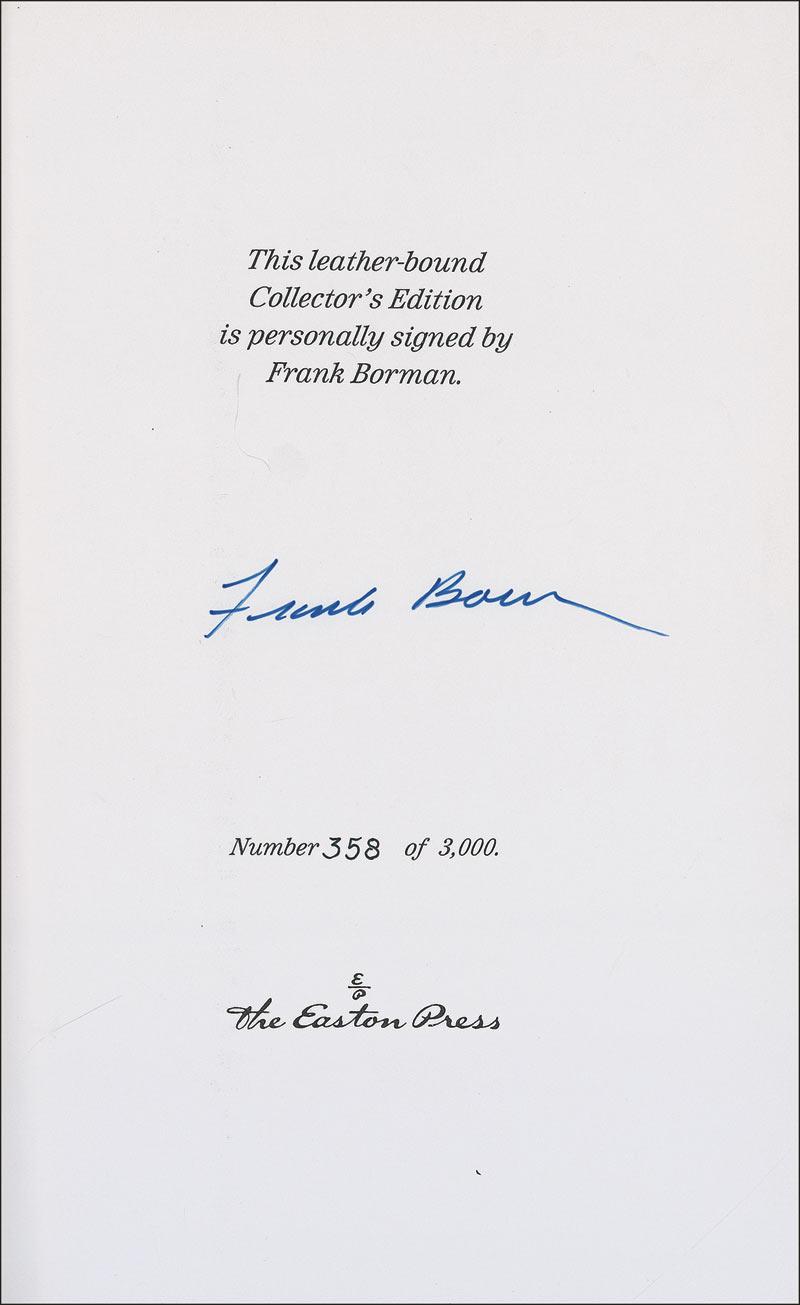 This leather-bound
Collector's Edition
is personally signed by
Frank Borman.
Frank Borman
Number 358 of 3,000.
E
P
The Easton Press